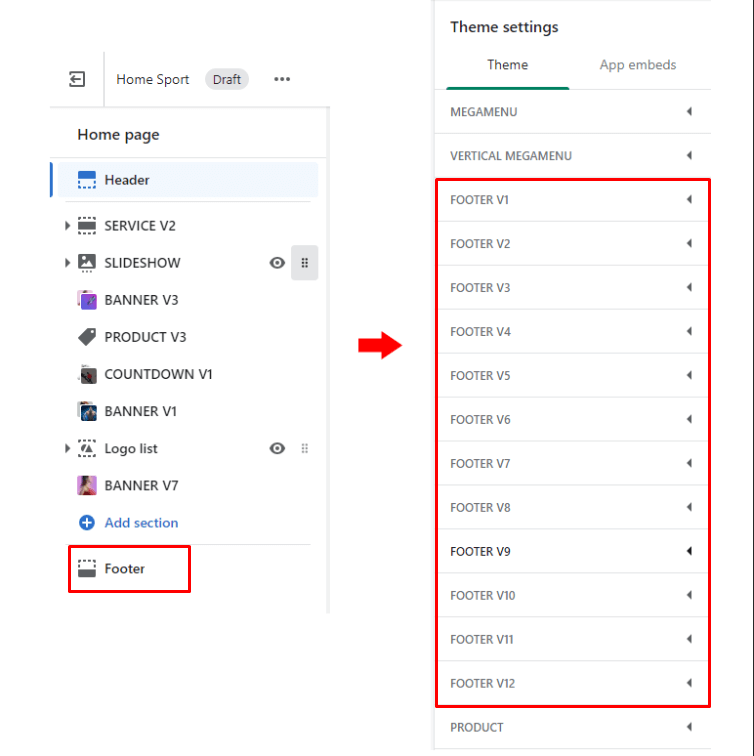 Home Sport Draft
Home page
Header
SERVICE V2
SLIDESHOW
BANNER V3
PRODUCT V3
COUNTDOWN V1
BANNER V1
Logo list
BANNER V7
Add section
Footer
Theme settings
Theme App embeds
MEGAMENU
VERTICAL MEGAMENU
FOOTER V1
FOOTER V2
FOOTER V3
FOOTER V4
FOOTER V5
FOOTER V6
FOOTER V7
FOOTER V8
FOOTER V9
FOOTER V10
FOOTER V11
FOOTER V12
PRODUCT